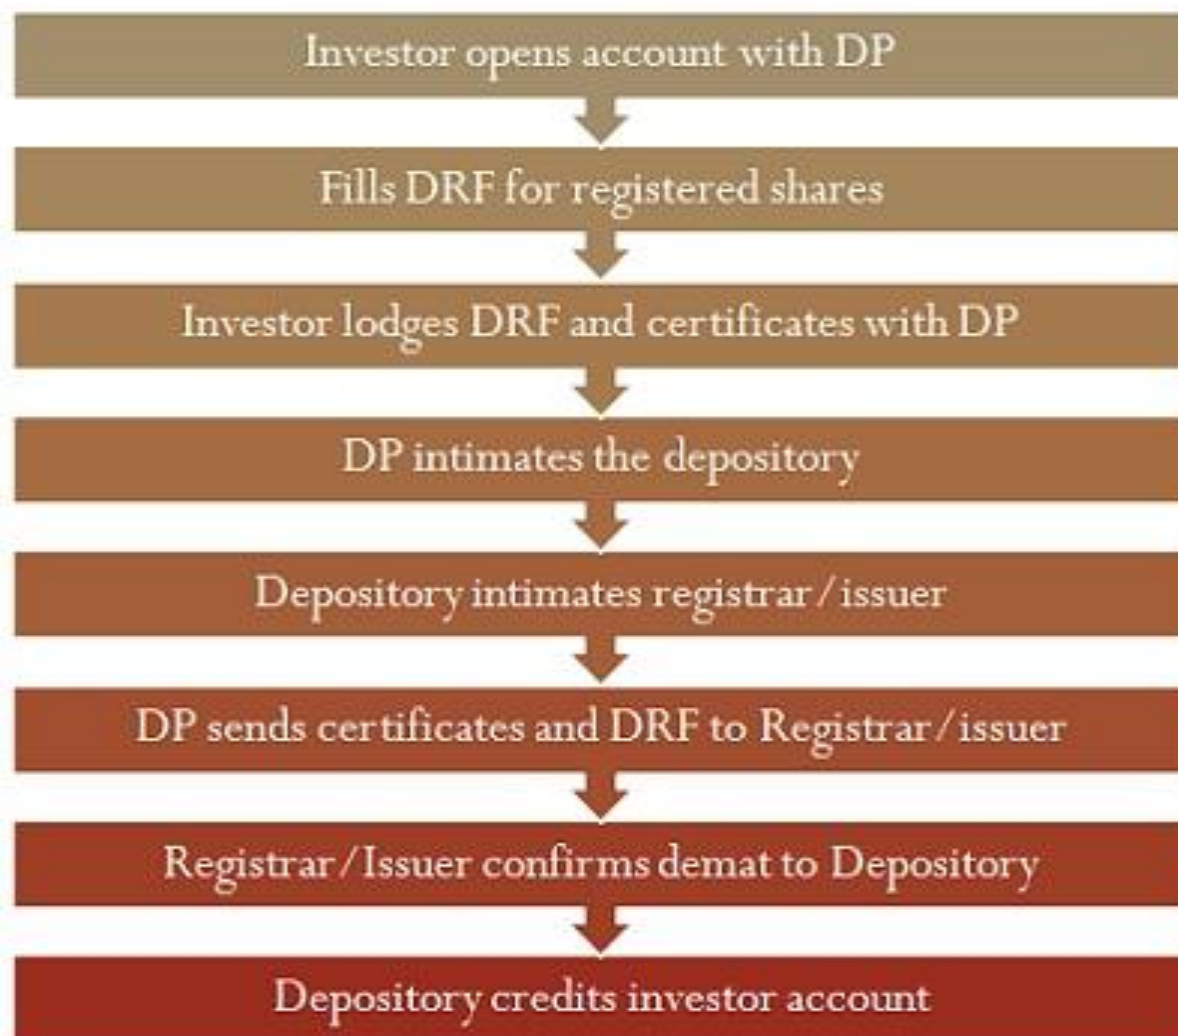 Investor opens account with DP
Fills DRF for registered shares
Investor lodges DRF and certificates with DP
DP intimates the depository
Depository intimates registrar/issuer
DP sends certificates and DRF to Registrar/issuer
Registrar/Issuer confirms demat to Depository
Depository credits investor account